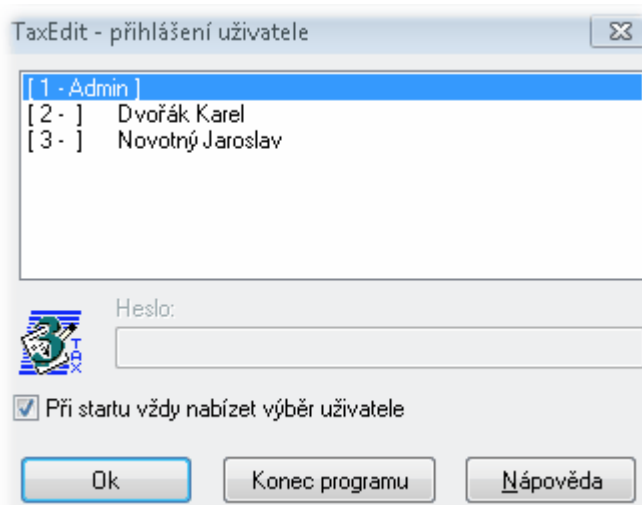 TaxEdit - přihlášení uživatele
[ 1 - Admin ]
[ 2 - ] Dvořák Karel
[ 3 - ] Novotný Jaroslav
Heslo:
3
TAX
Při startu vždy nabízet výběr uživatele
Ok Konec programu Nápověda